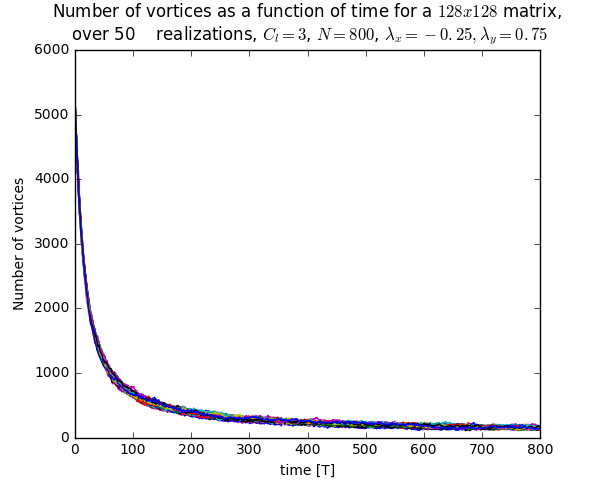 Number of vortices as a function of time for a 128x128 matrix,
over 50 realizations, C_l = 3, N = 800, λ_x = −0.25, λ_y = 0.75
6000
5000
4000
3000
2000
1000
0
Number of vortices
0 100 200 300 400 500 600 700 800
time [T]